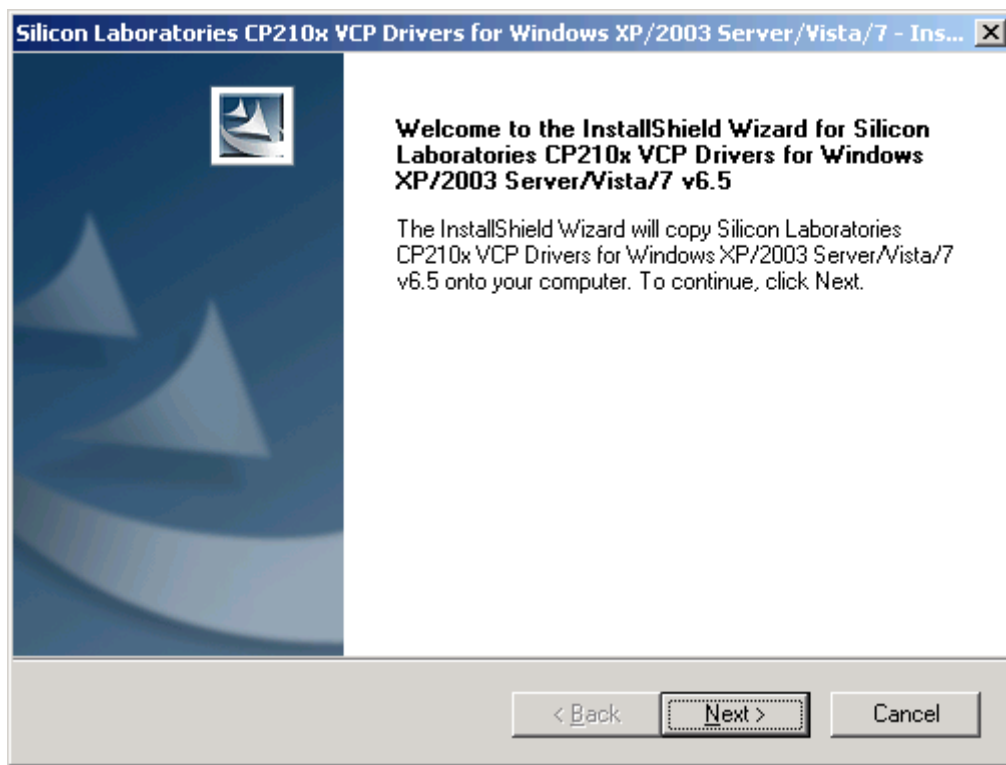 Silicon Laboratories CP210x VCP Drivers for Windows XP/2003 Server/Vista/7 - Ins...
Welcome to the InstallShield Wizard for Silicon
Laboratories CP210x VCP Drivers for Windows
XP/2003 Server/Vista/7 v6.5
The InstallShield Wizard will copy Silicon Laboratories
CP210x VCP Drivers for Windows XP/2003 Server/Vista/7
v6.5 onto your computer. To continue, click Next.
< Back
Next >
Cancel